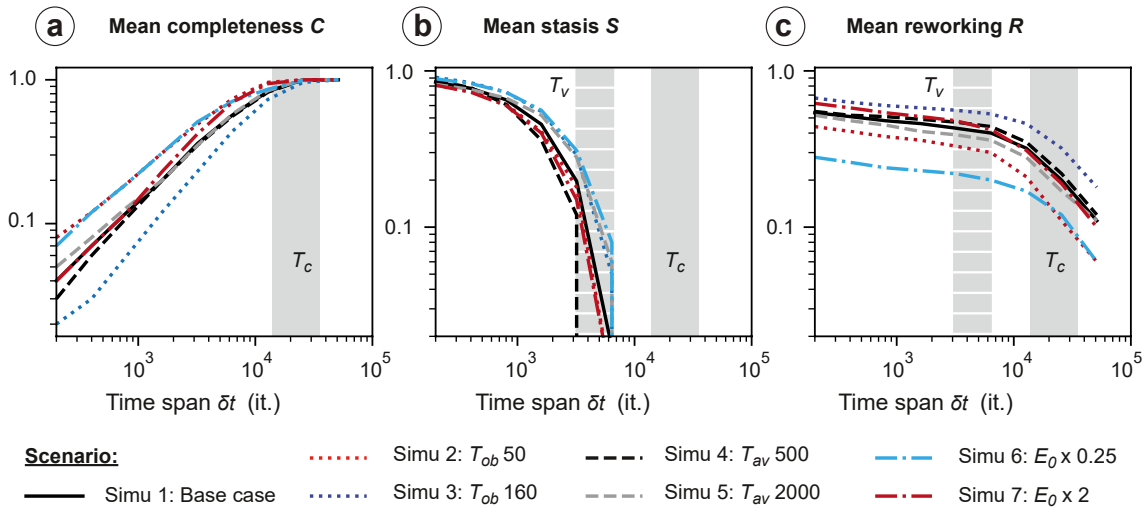 a Mean completeness C
b Mean stasis S
c Mean reworking R
1.0
0.1
T_c
10^3 10^4 10^5
Time span δt (it.)
1.0
0.1
T_v
T_c
10^3 10^4 10^5
Time span δt (it.)
1.0
0.1
T_v
T_c
10^3 10^4 10^5
Time span δt (it.)
Scenario:
Simu 1: Base case
Simu 2: T_ob 50
Simu 3: T_ob 160
Simu 4: T_av 500
Simu 5: T_av 2000
Simu 6: E_0 x 0.25
Simu 7: E_0 x 2